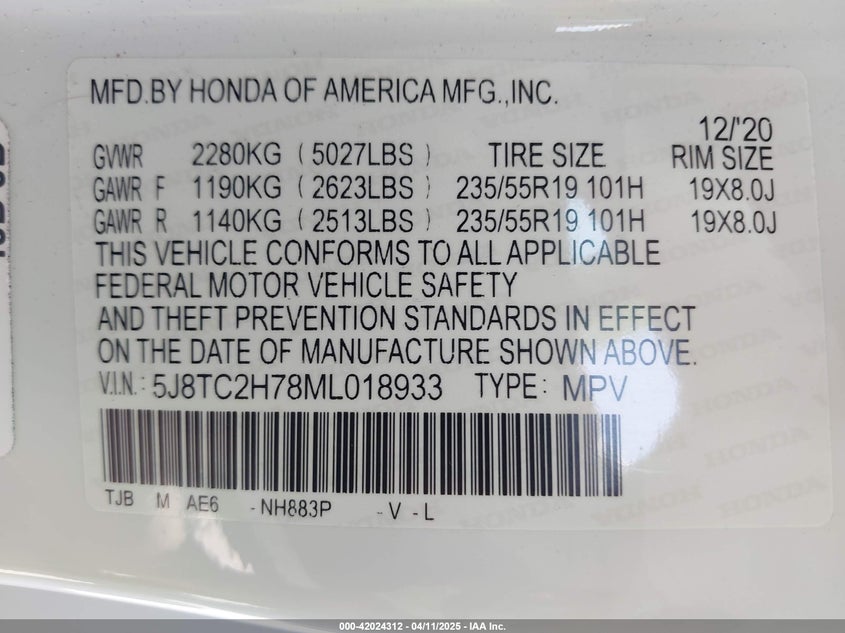 MFD.BY HONDA OF AMERICA MFG.,INC.
12/'20
GVWR 2280KG (5027LBS) TIRE SIZE RIM SIZE
GAWR F 1190KG (2623LBS) 235/55R19 101H 19X8.0J
GAWR R 1140KG (2513LBS) 235/55R19 101H 19X8.0J
THIS VEHICLE CONFORMS TO ALL APPLICABLE
FEDERAL MOTOR VEHICLE SAFETY
AND THEFT PREVENTION STANDARDS IN EFFECT
ON THE DATE OF MANUFACTURE SHOWN ABOVE.
V.I.N.: 5J8TC2H78ML018933 TYPE: MPV
TJB M AE6 -NH883P -V -L
000-42024312 - 04/11/2025 - IAA Inc.